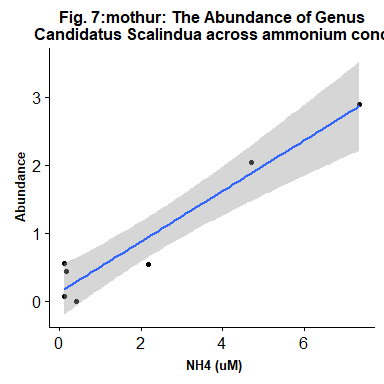 Fig. 7:mothur: The Abundance of Genus
Candidatus Scalindua across ammonium conc
3
2
1
0
Abundance
0 2 4 6
NH4 (uM)